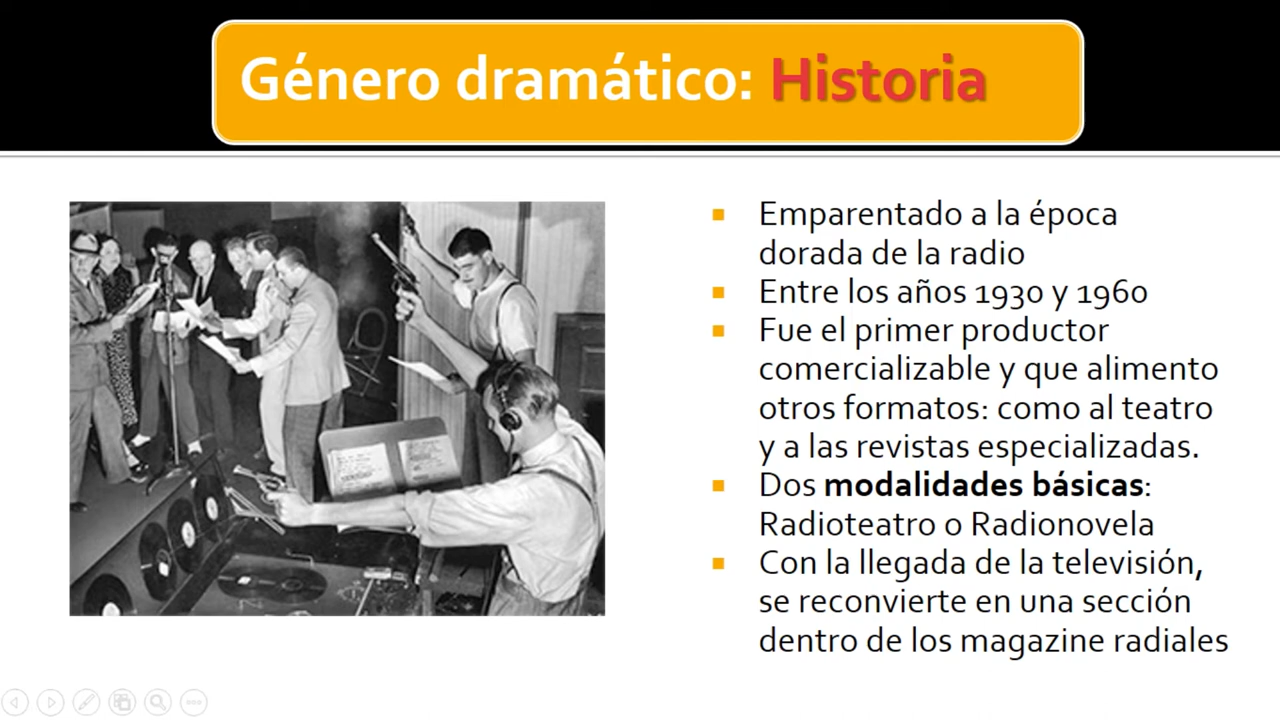 Género dramático: Historia
Emparentado a la época
dorada de la radio
Entre los años 1930 y 1960
Fue el primer productor
comercializable y que alimento
otros formatos: como al teatro
y a las revistas especializadas.
Dos modalidades básicas:
Radioteatro o Radionovela
Con la llegada de la televisión,
se reconvierte en una sección
dentro de los magazine radiales